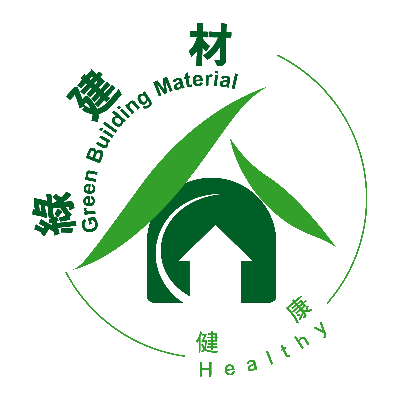 綠建材
Green Building Material
健康
Healthy